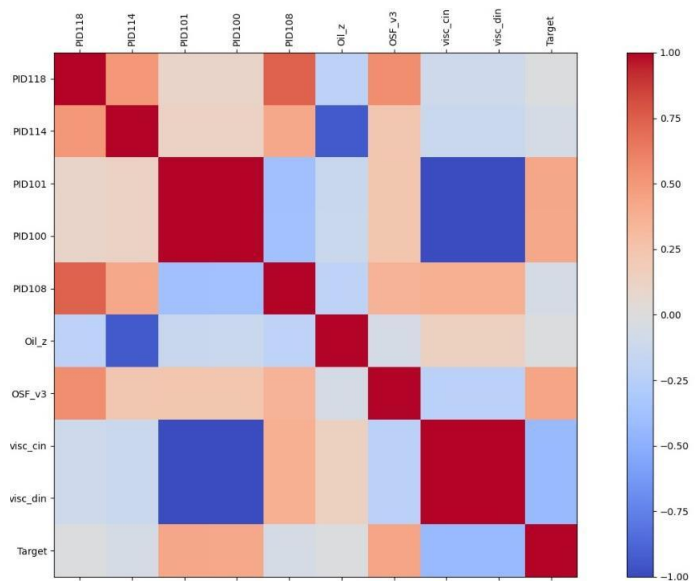 PID118
PID114
PID101
PID100
PID108
Oil_z
OSF_v3
visc_cin
visc_din
Target
PID118
PID114
PID101
PID100
PID108
Oil_z
OSF_v3
visc_cin
visc_din
Target
1.00
0.75
0.50
0.25
0.00
−0.25
−0.50
−0.75
−1.00